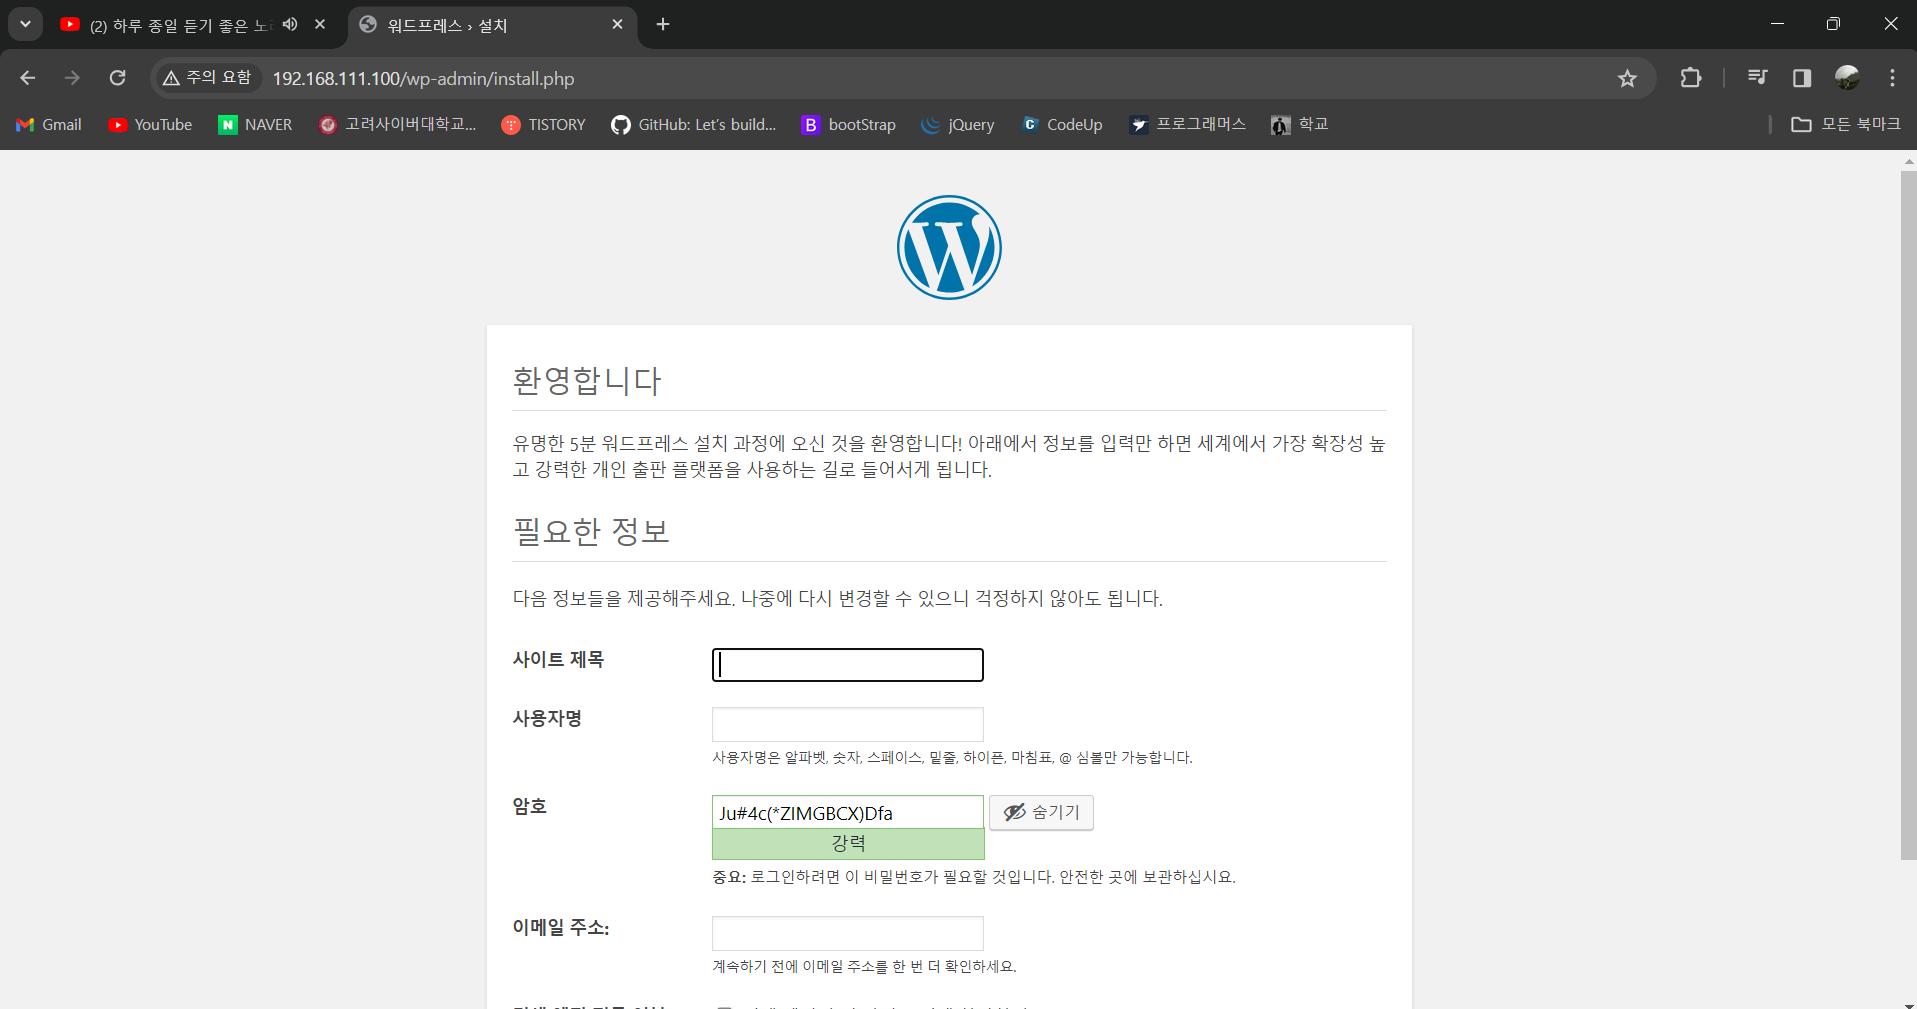 (2) 하루 종일 듣기 좋은
워드프레스 › 설치
주의 요함
192.168.111.100/wp-admin/install.php
Gmail
YouTube
NAVER
고려사이버대학교...
TISTORY
GitHub: Let's build...
bootStrap
jQuery
CodeUp
프로그래머스
학교
모든 북마크
환영합니다
유명한 5분 워드프레스 설치 과정에 오신 것을 환영합니다! 아래에서 정보를 입력만 하면 세계에서 가장 확장성 높
고 강력한 개인 출판 플랫폼을 사용하는 길로 들어서게 됩니다.
필요한 정보
다음 정보들을 제공해주세요. 나중에 다시 변경할 수 있으니 걱정하지 않아도 됩니다.
사이트 제목
사용자명
사용자명은 알파벳, 숫자, 스페이스, 밑줄, 하이픈, 마침표, @ 심볼만 가능합니다.
암호
Ju#4c(*ZIMGBCX)Dfa
숨기기
강력
중요: 로그인하려면 이 비밀번호가 필요할 것입니다. 안전한 곳에 보관하십시요.
이메일 주소:
계속하기 전에 이메일 주소를 한 번 더 확인하세요.